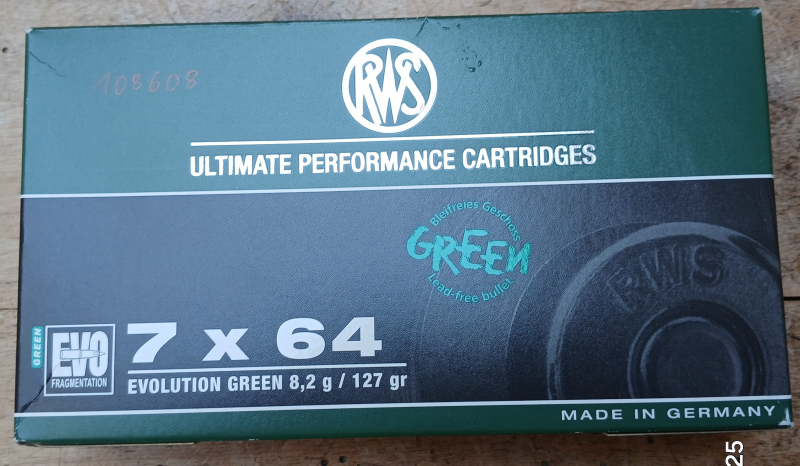 108608
RWS
ULTIMATE PERFORMANCE CARTRIDGES
Bleifreies Geschoss
GREEN
Lead-free bullet
RWS
GREEN
EVO
FRAGMENTATION
7 x 64
EVOLUTION GREEN 8,2 g / 127 gr
MADE IN GERMANY
25